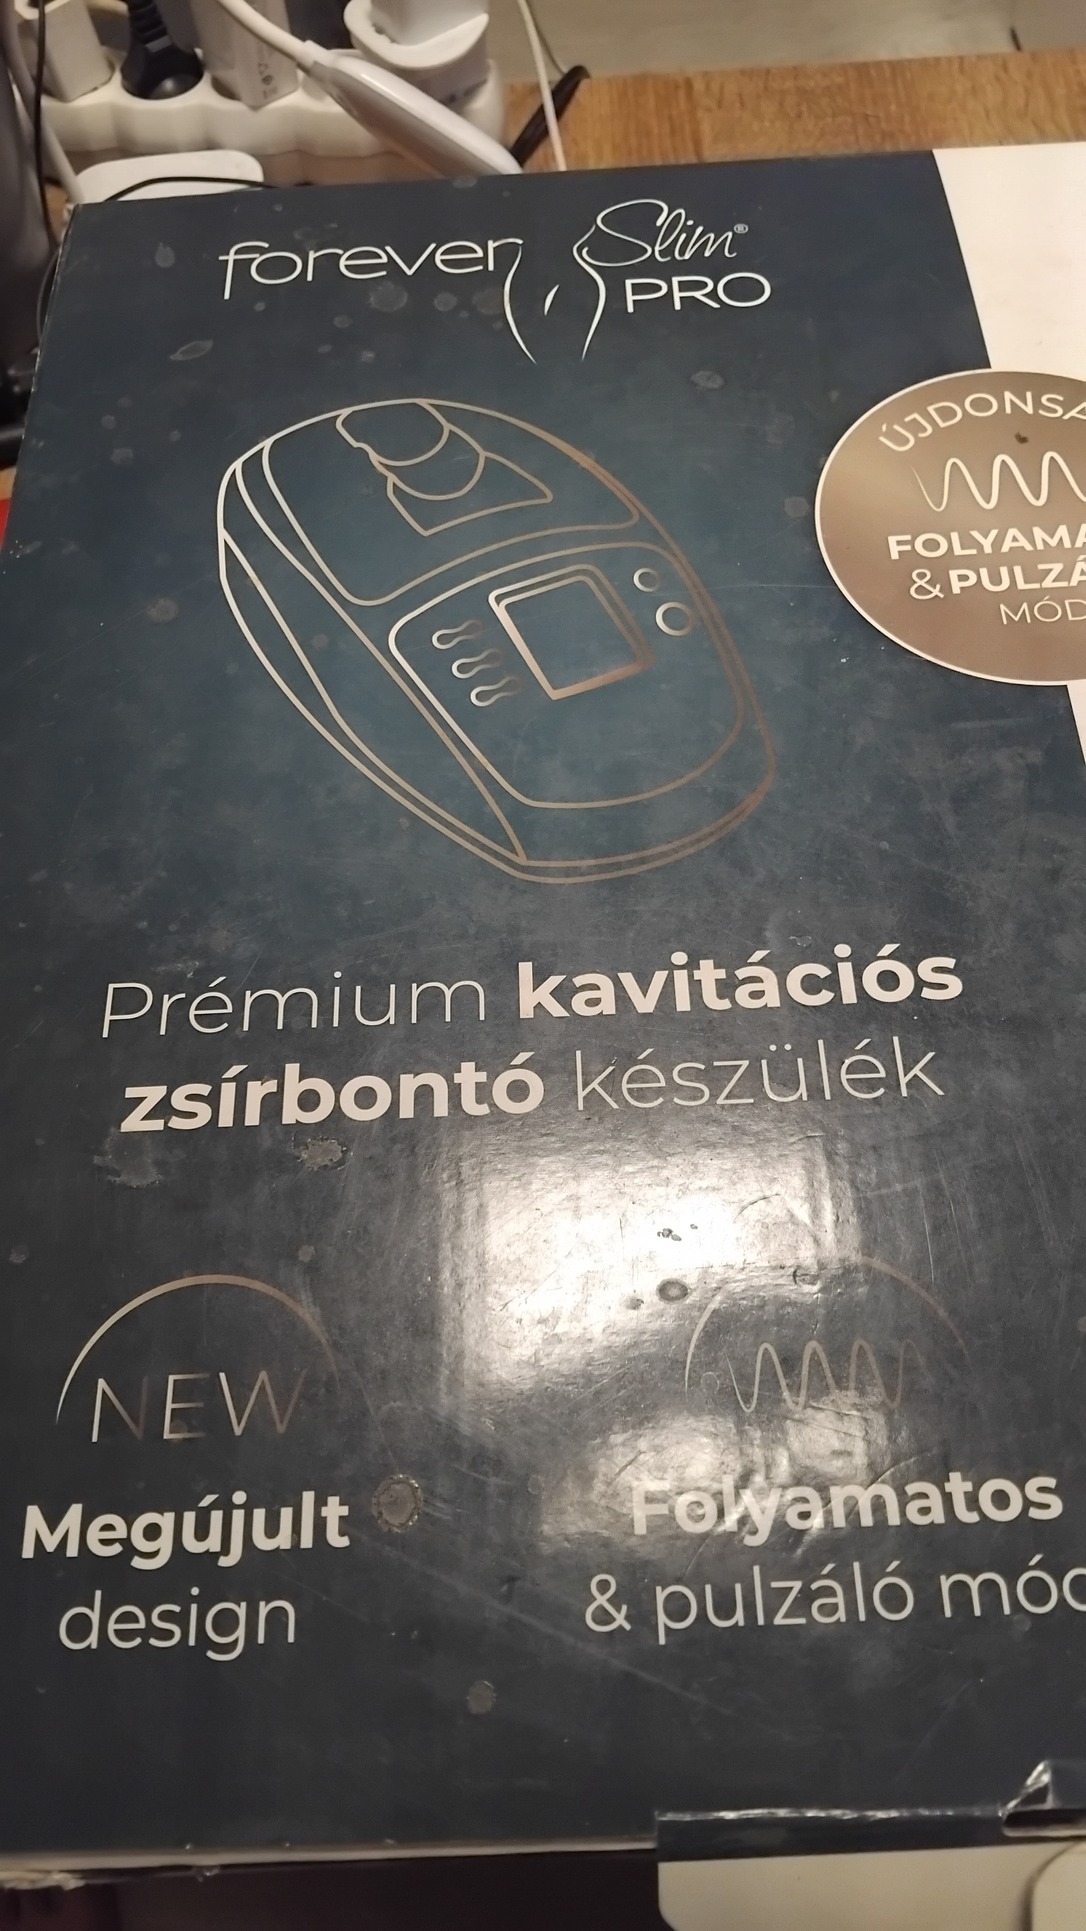 forever Slim®
PRO
ÚJDONSÁ
FOLYAMA
& PULZÁ
MÓD
Prémium kavitációs
zsírbontó készülék
NEW
Megújult
design
Folyamatos
& pulzáló mód